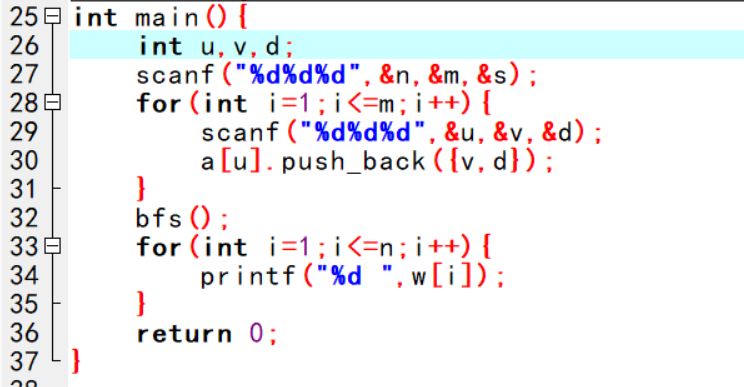 25 int main(){
26 int u,v,d;
27 scanf("%d%d%d",&n,&m,&s);
28 for(int i=1;i<=m;i++){
29 scanf("%d%d%d",&u,&v,&d);
30 a[u].push_back({v,d});
31 }
32 bfs();
33 for(int i=1;i<=n;i++){
34 printf("%d ",w[i]);
35 }
36 return 0;
37 }